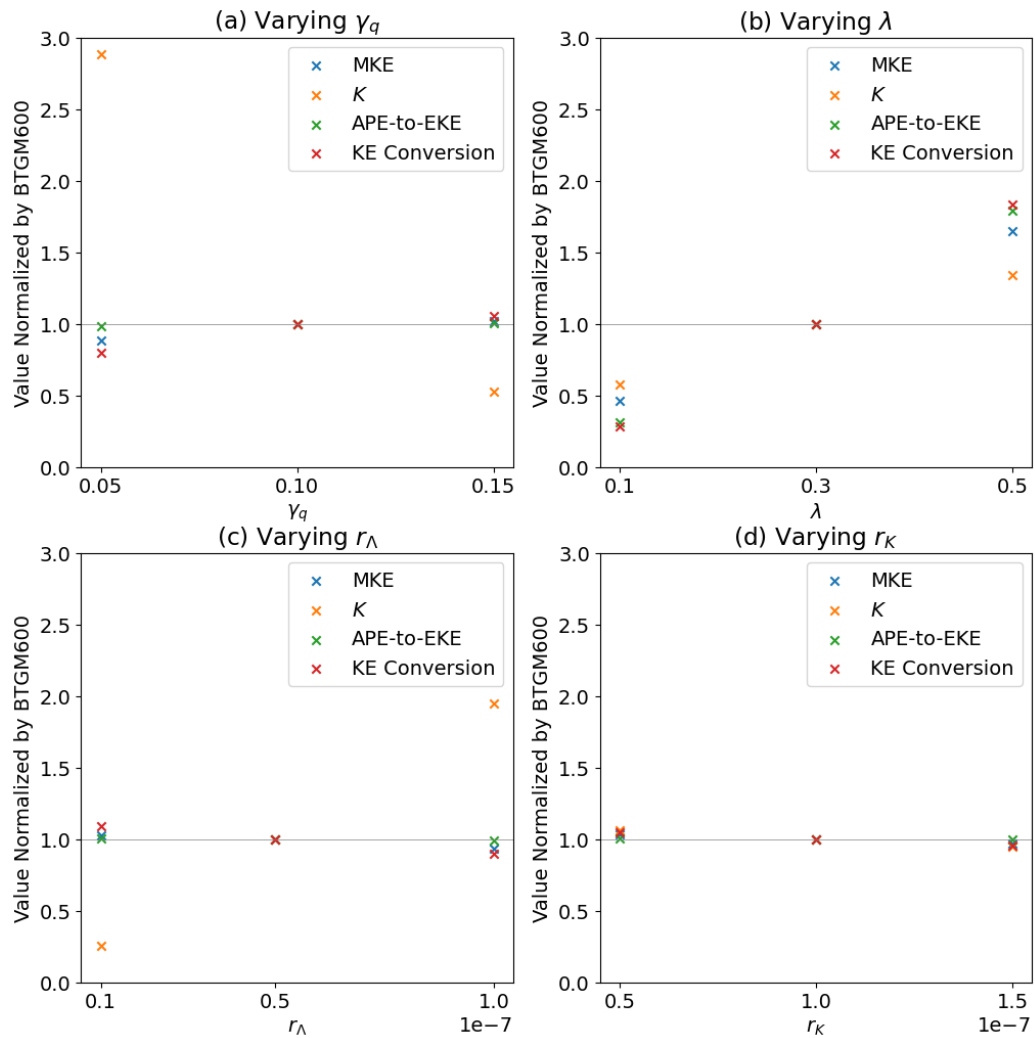 (a) Varying γ_q
3.0
2.5
2.0
1.5
1.0
0.5
0.0
Value Normalized by BTGM600
MKE
K
APE-to-EKE
KE Conversion
0.05 0.10 0.15
γ_q
(b) Varying λ
3.0
2.5
2.0
1.5
1.0
0.5
0.0
Value Normalized by BTGM600
MKE
K
APE-to-EKE
KE Conversion
0.1 0.3 0.5
λ
(c) Varying r_Λ
3.0
2.5
2.0
1.5
1.0
0.5
0.0
Value Normalized by BTGM600
MKE
K
APE-to-EKE
KE Conversion
0.1 0.5 1.0
r_Λ 1e−7
(d) Varying r_K
3.0
2.5
2.0
1.5
1.0
0.5
0.0
Value Normalized by BTGM600
MKE
K
APE-to-EKE
KE Conversion
0.5 1.0 1.5
r_K 1e−7